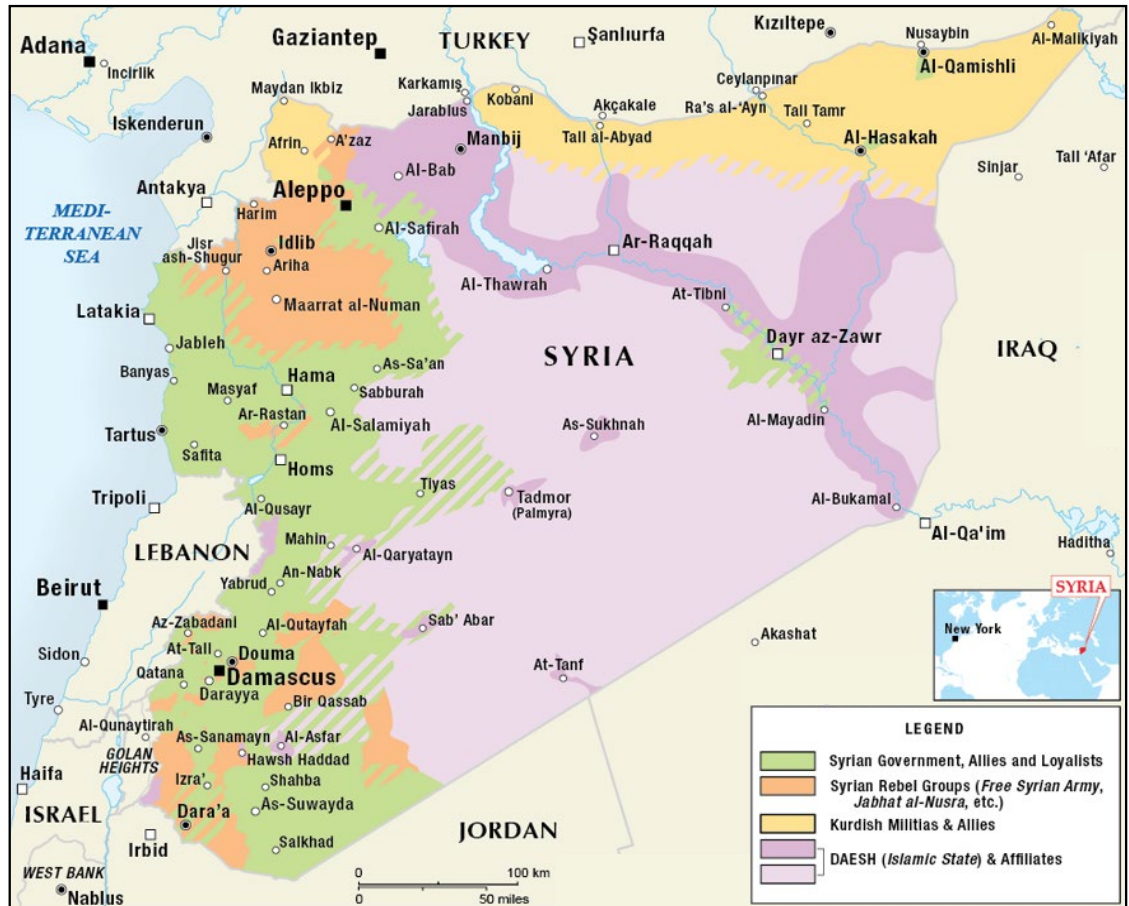 Adana
Incirlik
Gaziantep
TURKEY
Şanlıurfa
Kızıltepe
Nusaybin
Al-Malikiyah
Al-Qamishli
Maydan Ikbiz
Karkamış
Jarablus
Kobani
Akçakale
Tall al-Abyad
Ceylanpınar
Ra's al-'Ayn
Tall Tamr
Al-Hasakah
Iskenderun
Afrin
A'zaz
Manbij
Al-Bab
Sinjar
Tall 'Afar
Antakya
Aleppo
MEDI-
TERRANEAN
SEA
Harim
Al-Safirah
Idlib
Jisr
ash-Shugur
Ariha
Ar-Raqqah
Al-Thawrah
Maarrat al-Numan
At-Tibni
Latakia
Jableh
SYRIA
Dayr az-Zawr
IRAQ
Banyas
As-Sa'an
Hama
Sabburah
Masyaf
Ar-Rastan
Al-Salamiyah
As-Sukhnah
Al-Mayadin
Tartus
Safita
Homs
Tiyas
Tadmor
(Palmyra)
Al-Bukamal
Tripoli
Al-Qusayr
Al-Qa'im
Mahin
Al-Qaryatayn
LEBANON
Haditha
An-Nabk
Yabrud
Beirut
SYRIA
New York
Az-Zabadani
Al-Qutayfah
Sab' Abar
Akashat
At-Tall
Douma
Sidon
Qatana
Damascus
Darayya
At-Tanf
Tyre
Bir Qassab
Al-Qunaytirah
As-Sanamayn
Al-Asfar
GOLAN
HEIGHTS
Hawsh Haddad
Haifa
Izra'
Shahba
As-Suwayda
ISRAEL
Dara'a
Irbid
Salkhad
JORDAN
WEST BANK
Nablus
0 100 km
0 50 miles
LEGEND
Syrian Government, Allies and Loyalists
Syrian Rebel Groups (Free Syrian Army,
Jabhat al-Nusra, etc.)
Kurdish Militias & Allies
DAESH (Islamic State) & Affiliates